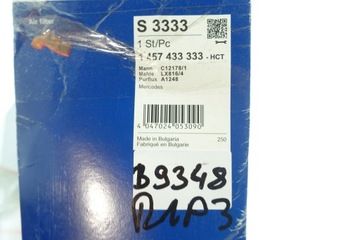 Air filter
S 3333
1 St/Pc
1 457 433 333 - HCT
Mann C12178/1
Mahle LX816/4
Purflux A1248
Mercedes
4 047024 053090
Made in Bulgaria 250
Fabriqué en Bulgarie
B9348
R1P3